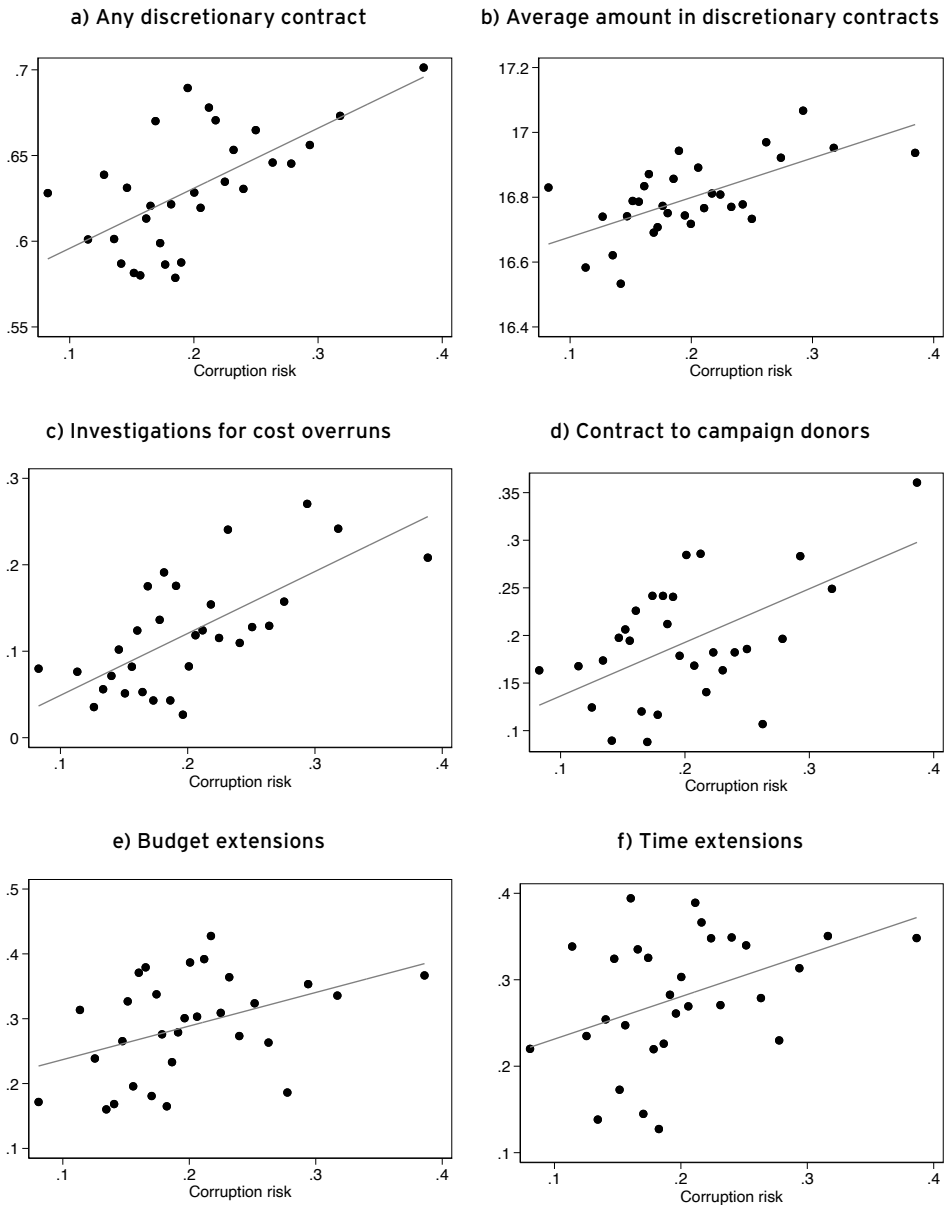 a) Any discretionary contract
.7
.65
.6
.55
.1 .2 .3 .4
Corruption risk
b) Average amount in discretionary contracts
17.2
17
16.8
16.6
16.4
.1 .2 .3 .4
Corruption risk
c) Investigations for cost overruns
.3
.2
.1
0
.1 .2 .3 .4
Corruption risk
d) Contract to campaign donors
.35
.3
.25
.2
.15
.1
.1 .2 .3 .4
Corruption risk
e) Budget extensions
.5
.4
.3
.2
.1
.1 .2 .3 .4
Corruption risk
f) Time extensions
.4
.3
.2
.1
.1 .2 .3 .4
Corruption risk